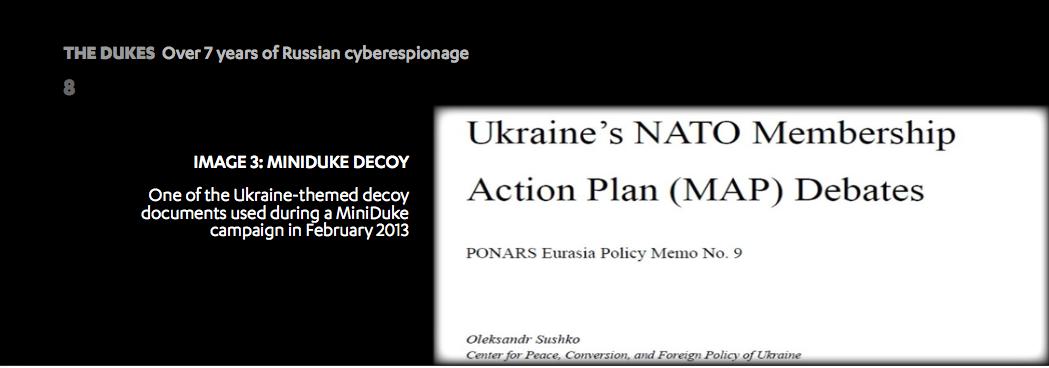 THE DUKES Over 7 years of Russian cyberespionage
8
IMAGE 3: MINIDUKE DECOY
One of the Ukraine-themed decoy
documents used during a MiniDuke
campaign in February 2013
Ukraine’s NATO Membership
Action Plan (MAP) Debates
PONARS Eurasia Policy Memo No. 9
Oleksandr Sushko
Center for Peace, Conversion, and Foreign Policy of Ukraine